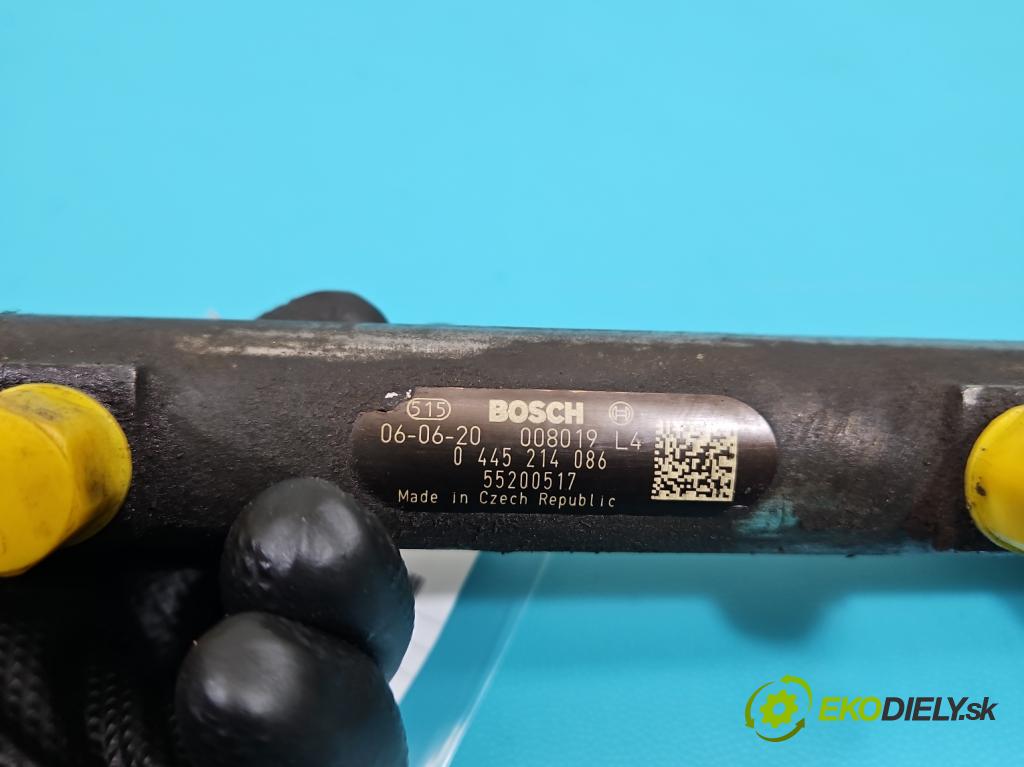 515 BOSCH
06-06-20 008019 L4
0 445 214 086
55200517
Made in Czech Republic
EKODIELY.sk